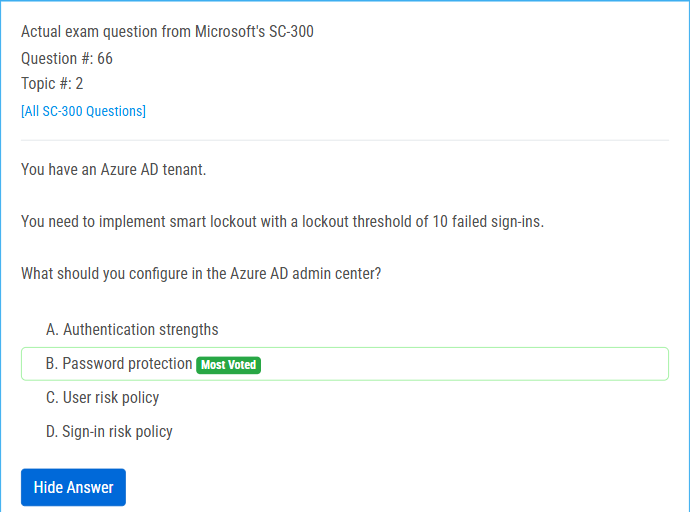 Actual exam question from Microsoft's SC-300
Question #: 66
Topic #: 2
[All SC-300 Questions]
You have an Azure AD tenant.
You need to implement smart lockout with a lockout threshold of 10 failed sign-ins.
What should you configure in the Azure AD admin center?
A. Authentication strengths
B. Password protection Most Voted
C. User risk policy
D. Sign-in risk policy
Hide Answer